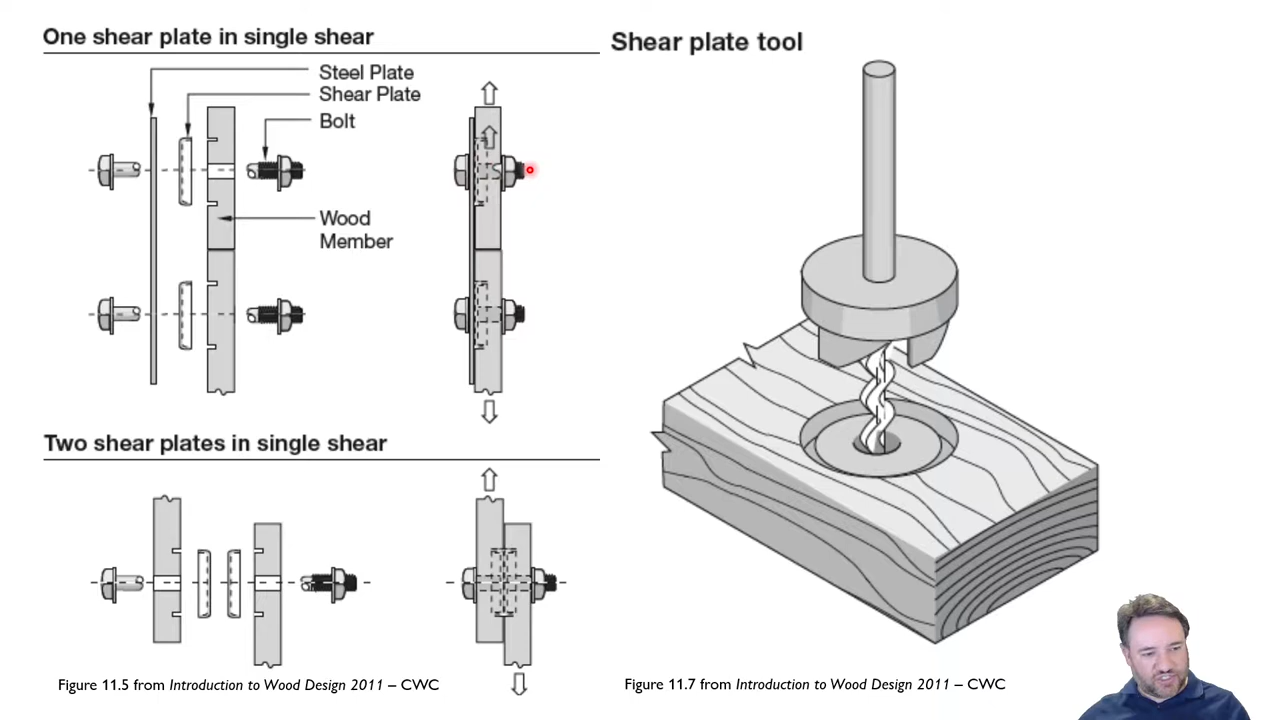 One shear plate in single shear
Steel Plate
Shear Plate
Bolt
Wood
Member
Two shear plates in single shear
Figure 11.5 from Introduction to Wood Design 2011 – CWC
Shear plate tool
Figure 11.7 from Introduction to Wood Design 2011 – CWC